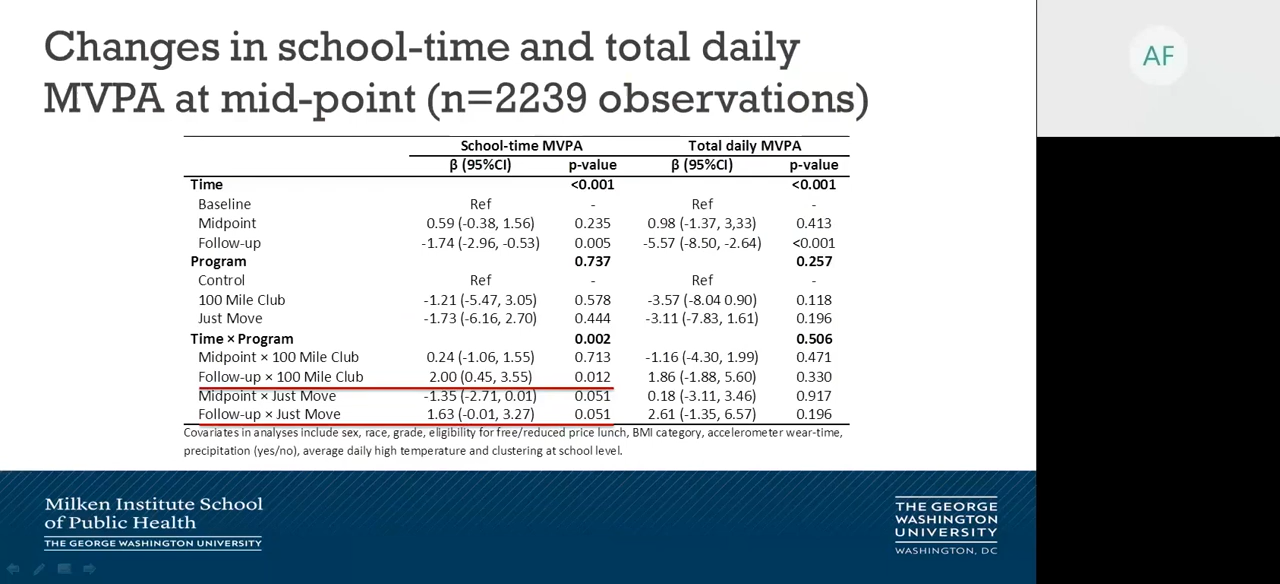 Changes in school-time and total daily
MVPA at mid-point (n=2239 observations)
AF
School-time MVPA Total daily MVPA
β (95%CI) p-value β (95%CI) p-value
Time <0.001 <0.001
Baseline Ref - Ref -
Midpoint 0.59 (-0.38, 1.56) 0.235 0.98 (-1.37, 3,33) 0.413
Follow-up -1.74 (-2.96, -0.53) 0.005 -5.57 (-8.50, -2.64) <0.001
Program 0.737 0.257
Control Ref - Ref -
100 Mile Club -1.21 (-5.47, 3.05) 0.578 -3.57 (-8.04 0.90) 0.118
Just Move -1.73 (-6.16, 2.70) 0.444 -3.11 (-7.83, 1.61) 0.196
Time × Program 0.002 0.506
Midpoint × 100 Mile Club 0.24 (-1.06, 1.55) 0.713 -1.16 (-4.30, 1.99) 0.471
Follow-up × 100 Mile Club 2.00 (0.45, 3.55) 0.012 1.86 (-1.88, 5.60) 0.330
Midpoint × Just Move -1.35 (-2.71, 0.01) 0.051 0.18 (-3.11, 3.46) 0.917
Follow-up × Just Move 1.63 (-0.01, 3.27) 0.051 2.61 (-1.35, 6.57) 0.196
Covariates in analyses include sex, race, grade, eligibility for free/reduced price lunch, BMI category, accelerometer wear-time,
precipitation (yes/no), average daily high temperature and clustering at school level.
Milken Institute School
of Public Health
THE GEORGE WASHINGTON UNIVERSITY
THE GEORGE
WASHINGTON
UNIVERSITY
WASHINGTON, DC